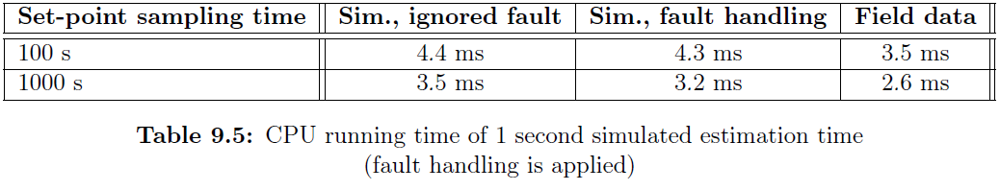 Set-point sampling time Sim., ignored fault Sim., fault handling Field data
100 s 4.4 ms 4.3 ms 3.5 ms
1000 s 3.5 ms 3.2 ms 2.6 ms
Table 9.5: CPU running time of 1 second simulated estimation time
(fault handling is applied)